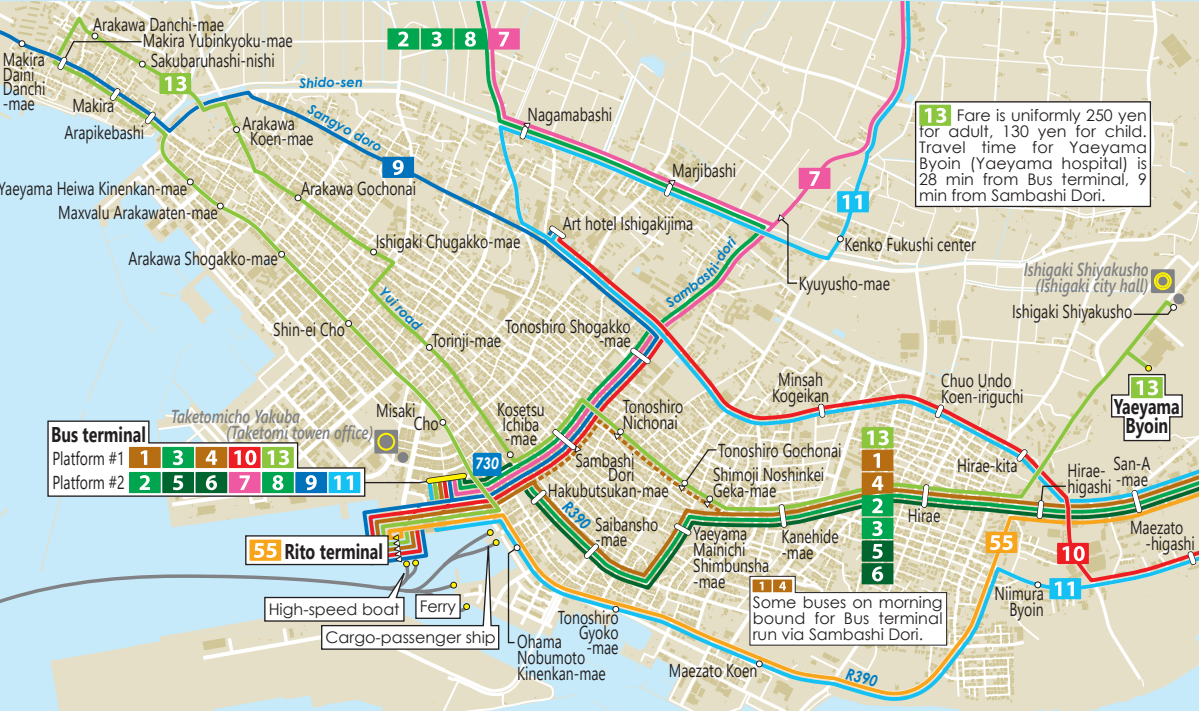 Arakawa Danchi-mae
Makira Yubinkyoku-mae
Sakubaruhashi-nishi
Makira
Daini
Danchi
-mae
13
Makira
Arapikebashi
Shido-sen
Sangyo doro
2 3 8 7
Nagamabashi
Arakawa
Koen-mae
9
Marjibashi
7
11
13 Fare is uniformly 250 yen
for adult, 130 yen for child.
Travel time for Yaeyama
Byoin (Yaeyama hospital) is
28 min from Bus terminal, 9
min from Sambashi Dori.
Yaeyama Heiwa Kinenkan-mae
Arakawa Gochonai
Maxvalu Arakawaten-mae
Art hotel Ishigakijima
Ishigaki Chugakko-mae
Kenko Fukushi center
Arakawa Shogakko-mae
Sambashi-dori
Kyuyusho-mae
Ishigaki Shiyakusho
(Ishigaki city hall)
Ishigaki Shiyakusho
Yui road
Shin-ei Cho
Torinji-mae
Tonoshiro Shogakko
-mae
Minsah
Kogeikan
Chuo Undo
Koen-iriguchi
13
Yaeyama
Byoin
Taketomicho Yakuba
(Taketomi towen office)
Misaki
Cho
Kosetsu
Ichiba
-mae
Tonoshiro
Nichonai
Bus terminal
Platform #1 1 3 4 10 13
Platform #2 2 5 6 7 8 9 11
730
Sambashi
Dori
Hakubutsukan-mae
Tonoshiro Gochonai
Shimoji Noshinkei
Geka-mae
13
1
4
2
3
5
6
Hirae-kita
Hirae-
higashi
San-A
-mae
R390
Saibansho
-mae
Yaeyama
Mainichi
Shimbunsha
-mae
Kanehide
-mae
Hirae
Maezato
-higashi
55 Rito terminal
55
10
11
Niimura
Byoin
High-speed boat
Ferry
Cargo-passenger ship
Ohama
Nobumoto
Kinenkan-mae
Tonoshiro
Gyoko
-mae
1 4
Some buses on morning
bound for Bus terminal
run via Sambashi Dori.
Maezato Koen
R390